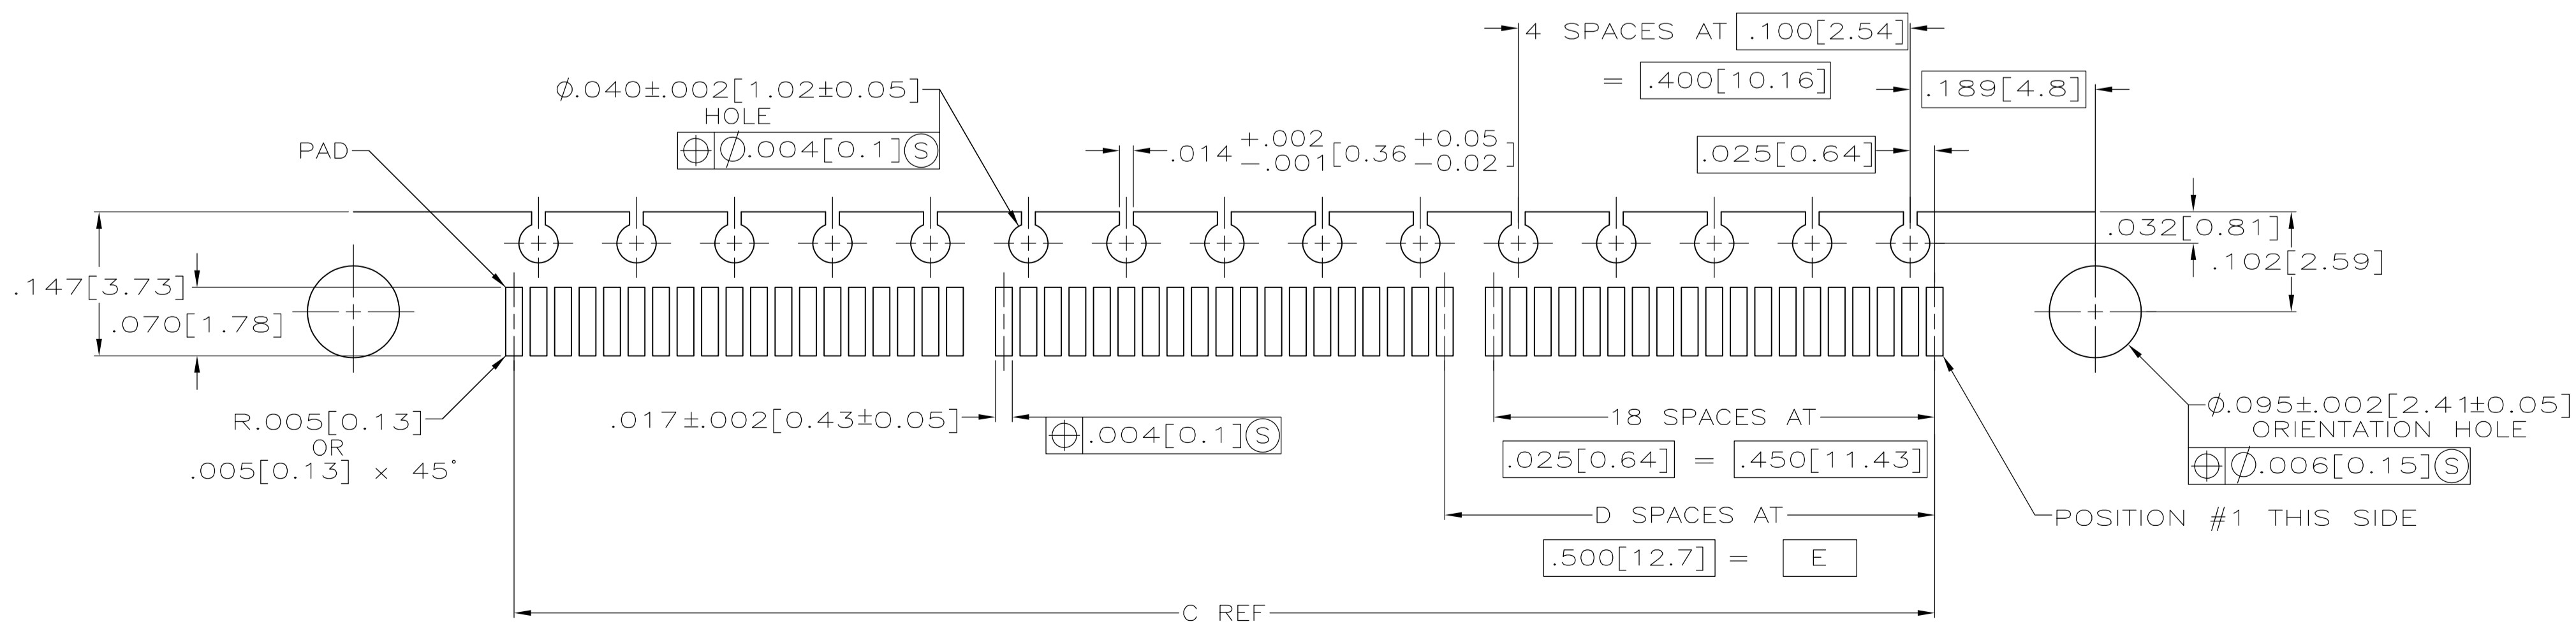 4 SPACES AT .100[2.54]
= .400[10.16]
.189[4.8]
⌀.040±.002[1.02±0.05]
HOLE
⌖ ⌀.004[0.1]Ⓢ
PAD
.014 +.002 -.001 [0.36 +0.05 -0.02 ]
.025[0.64]
.032[0.81]
.102[2.59]
.147[3.73]
.070[1.78]
R.005[0.13]
OR
.005[0.13] × 45°
.017±.002[0.43±0.05]
⌖ .004[0.1]Ⓢ
18 SPACES AT
.025[0.64] = .450[11.43]
⌀.095±.002[2.41±0.05]
ORIENTATION HOLE
⌖ ⌀.006[0.15]Ⓢ
D SPACES AT
.500[12.7] = E
POSITION #1 THIS SIDE
C REF